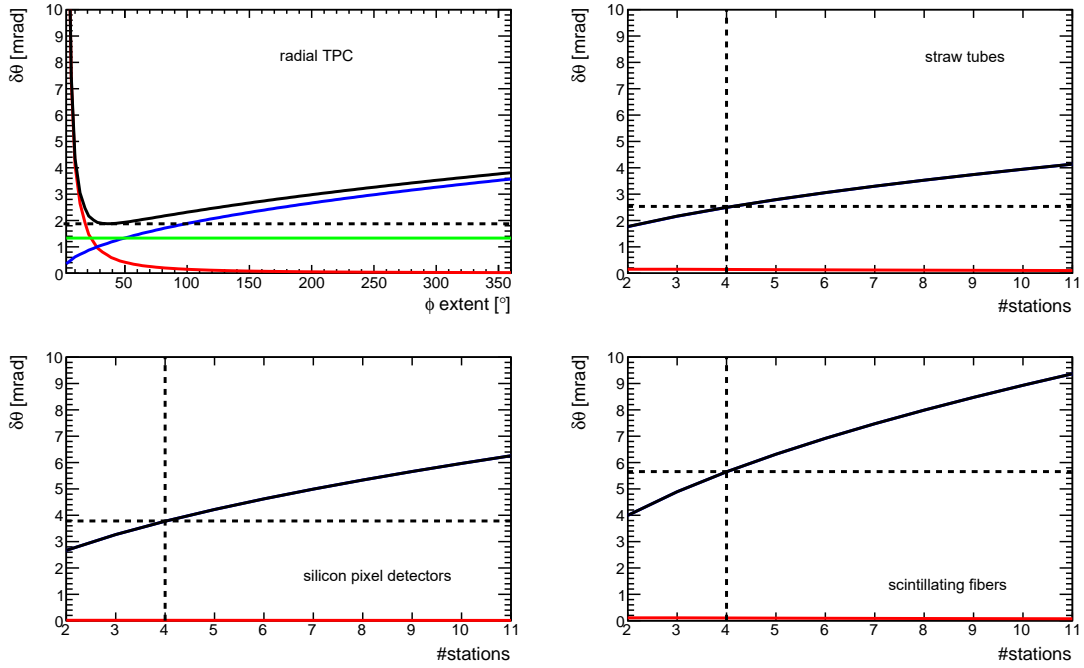 δθ [mrad]
10
9
8
7
6
5
4
3
2
1
0
radial TPC
50 100 150 200 250 300 350
ϕ extent [°]
δθ [mrad]
10
9
8
7
6
5
4
3
2
1
0
straw tubes
2 3 4 5 6 7 8 9 10 11
#stations
δθ [mrad]
10
9
8
7
6
5
4
3
2
1
0
silicon pixel detectors
2 3 4 5 6 7 8 9 10 11
#stations
δθ [mrad]
10
9
8
7
6
5
4
3
2
1
0
scintillating fibers
2 3 4 5 6 7 8 9 10 11
#stations